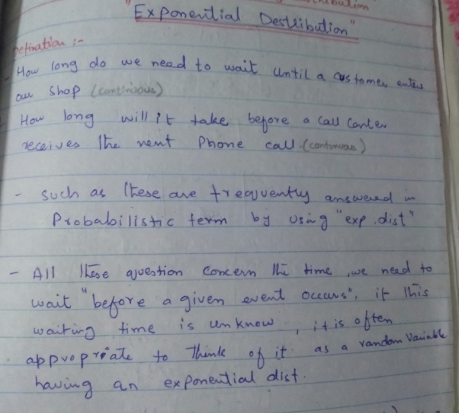 "Exponential Distribution"
Defination :-
- How long do we need to wait until a customer enters
our shop (continuous)
How long will it take before a call center
receives the next Phone call (continuous)
- Such as these are frequently answered in
Probabilistic term by using "exp.dist"
- All these question concern the time, we need to
wait "before a given event occurs", if this
waiting time is unknow, it is often
appropriate to think of it as a random variable
having an exponential dist.